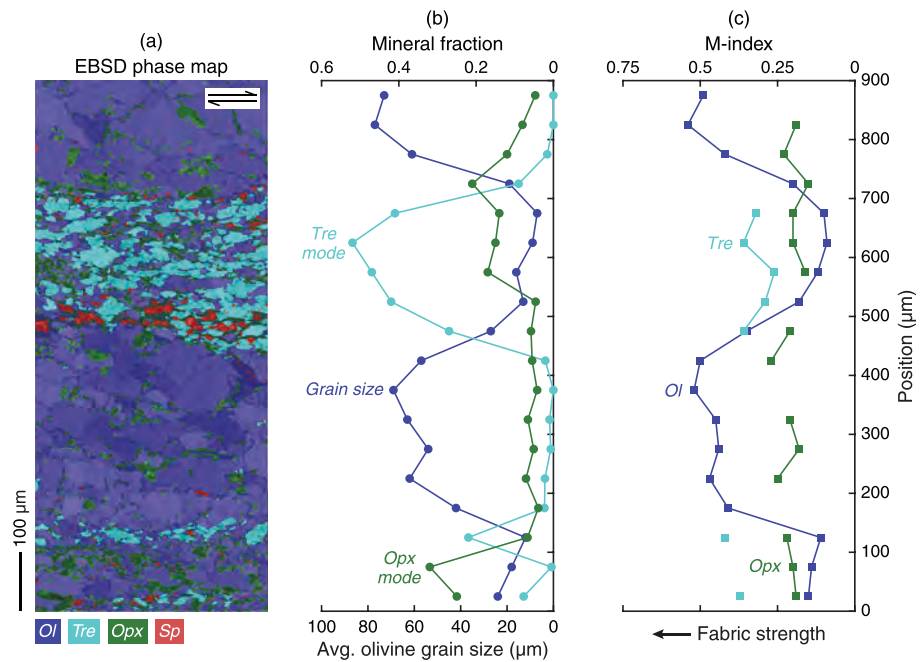 (a)
EBSD phase map
100 µm
Ol Tre Opx Sp
(b)
Mineral fraction
0.6 0.4 0.2 0
Tre
mode
Grain size
Opx
mode
100 80 60 40 20 0
Avg. olivine grain size (µm)
(c)
M-index
0.75 0.5 0.25 0
Tre
Ol
Opx
900
800
700
600
500
400
300
200
100
0
Position (µm)
Fabric strength